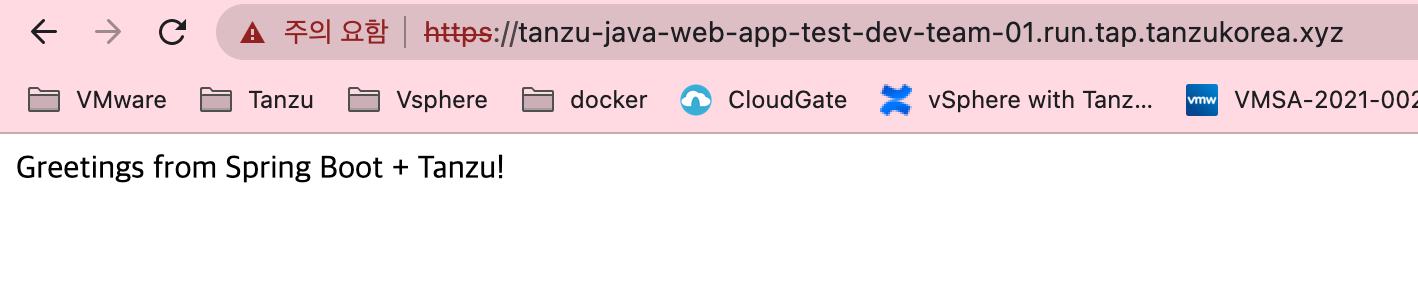 주의 요함 https://tanzu-java-web-app-test-dev-team-01.run.tap.tanzukorea.xyz
VMware Tanzu Vsphere docker CloudGate vSphere with Tanz... vmw VMSA-2021-002
Greetings from Spring Boot + Tanzu!